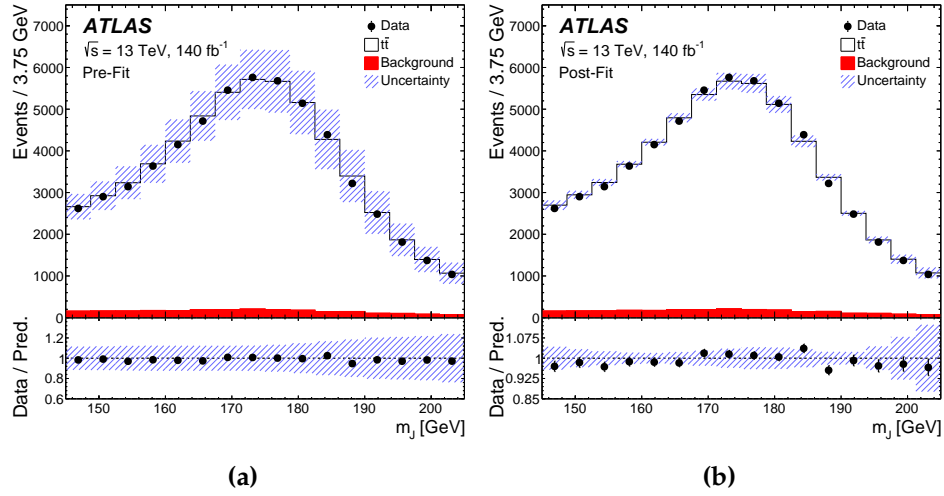 Events / 3.75 GeV
7000
6000
5000
4000
3000
2000
1000
0
ATLAS
√s = 13 TeV, 140 fb⁻¹
Pre-Fit
Data
tt̄
Background
Uncertainty
Data / Pred.
1.2
1
0.8
0.6
150 160 170 180 190 200
m_J [GeV]
(a)
Events / 3.75 GeV
7000
6000
5000
4000
3000
2000
1000
0
ATLAS
√s = 13 TeV, 140 fb⁻¹
Post-Fit
Data
tt̄
Background
Uncertainty
Data / Pred.
1.075
1
0.925
0.85
150 160 170 180 190 200
m_J [GeV]
(b)